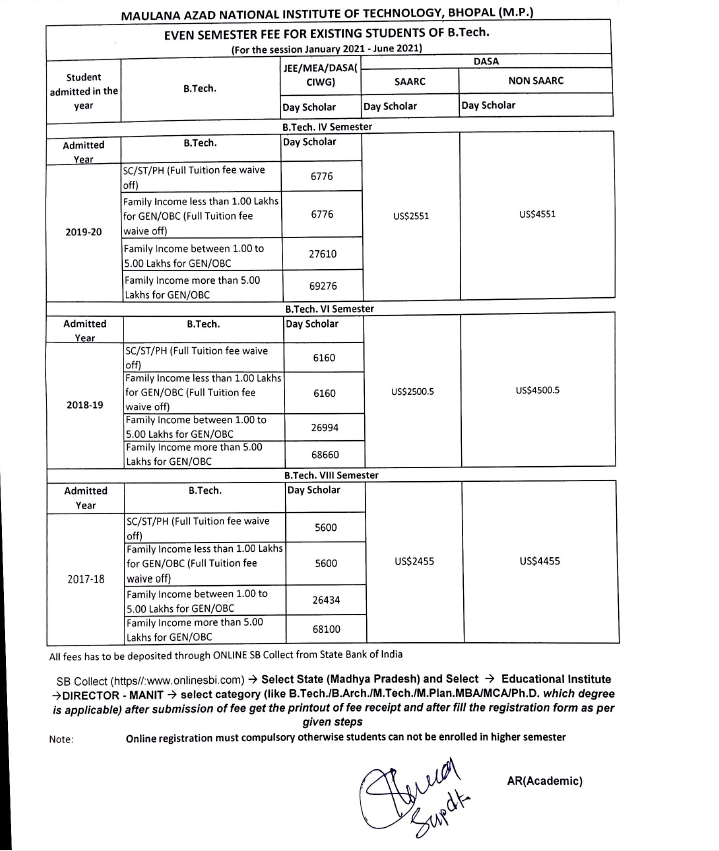 MAULANA AZAD NATIONAL INSTITUTE OF TECHNOLOGY, BHOPAL (M.P.)
EVEN SEMESTER FEE FOR EXISTING STUDENTS OF B.Tech.
(For the session January 2021 - June 2021)
Student admitted in the year B.Tech. JEE/MEA/DASA( CIWG) DASA
SAARC NON SAARC
Day Scholar Day Scholar Day Scholar
B.Tech. IV Semester
Admitted Year B.Tech. Day Scholar
SC/ST/PH (Full Tuition fee waive
off) 6776
Family Income less than 1.00 Lakhs
for GEN/OBC (Full Tuition fee 6776 US$2551 US$4551
waive off)
2019-20
Family Income between 1.00 to
5.00 Lakhs for GEN/OBC 27610
Family Income more than 5.00
Lakhs for GEN/OBC 69276
B.Tech. VI Semester
Admitted Year B.Tech. Day Scholar
SC/ST/PH (Full Tuition fee waive
off) 6160
Family Income less than 1.00 Lakhs
for GEN/OBC (Full Tuition fee 6160 US$2500.5 US$4500.5
waive off)
2018-19
Family Income between 1.00 to
5.00 Lakhs for GEN/OBC 26994
Family Income more than 5.00
Lakhs for GEN/OBC 68660
B.Tech. VIII Semester
Admitted Year B.Tech. Day Scholar
SC/ST/PH (Full Tuition fee waive
off) 5600
Family Income less than 1.00 Lakhs
for GEN/OBC (Full Tuition fee 5600 US$2455 US$4455
waive off)
2017-18
Family Income between 1.00 to
5.00 Lakhs for GEN/OBC 26434
Family Income more than 5.00
Lakhs for GEN/OBC 68100
All fees has to be deposited through ONLINE SB Collect from State Bank of India
SB Collect (https//:www.onlinesbi.com) → Select State (Madhya Pradesh) and Select → Educational Institute
→DIRECTOR - MANIT → select category (like B.Tech./B.Arch./M.Tech./M.Plan.MBA/MCA/Ph.D. which degree
is applicable) after submission of fee get the printout of fee receipt and after fill the registration form as per
given steps
Note: Online registration must compulsory otherwise students can not be enrolled in higher semester
AR(Academic)
Supdt